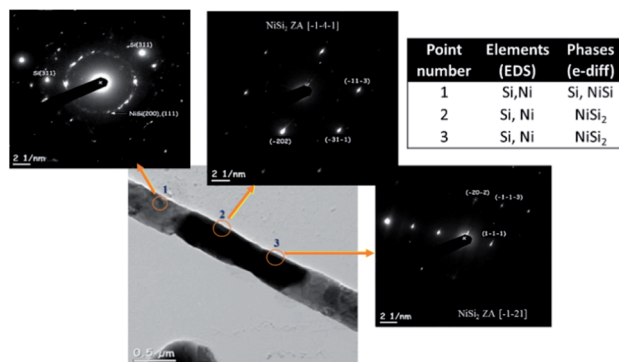 Si(311)
Si(311)
NiSi(200),(111)
2 1/nm
NiSi₂ ZA [-1-4-1]
(-11-3)
(-202)
(-31-1)
2 1/nm
Point number Elements (EDS) Phases (e-diff)
1 Si,Ni Si, NiSi
2 Si, Ni NiSi₂
3 Si, Ni NiSi₂
1
2
3
0.5 µm
(-20-2)
(-1-1-3)
(1-1-1)
NiSi₂ ZA [-1-21]
2 1/nm